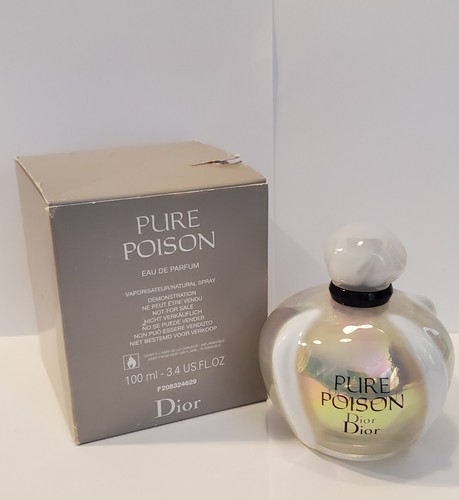 PURE
POISON
EAU DE PARFUM
VAPORISATEUR/NATURAL SPRAY
DÉMONSTRATION
NE PEUT ÊTRE VENDU
NOT FOR SALE
NICHT VERKÄUFLICH
NO SE PUEDE VENDER
NON PUÒ ESSERE VENDUTO
NIET BESTEMD VOOR VERKOOP
100 ml - 3.4 US.FL.OZ
F208324629
Dior
PURE
POISON
Dior
Dior